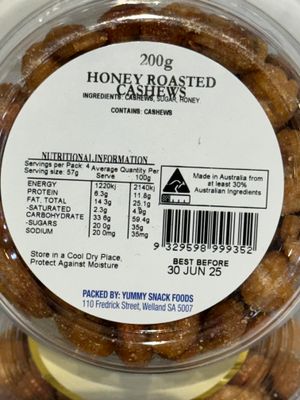 200g
HONEY ROASTED
CASHEWS
INGREDIENTS: CASHEWS, SUGAR, HONEY
CONTAINS: CASHEWS
NUTRITIONAL INFORMATION
Servings per Pack: 4 Average Quantity Per
Serving size: 57g Serve 100g
ENERGY 1220kj 2140kj
PROTEIN 6.3g 11.8g
FAT. TOTAL 14.3g 25.1g
SATURATED 2.3g 4.9g
CARBOHYDRATE 33.6g 59.4g
-SUGARS 20.0g 35g
SODIUM 20.0mg 35mg
Made in Australia from
at least 30%
Australian Ingredients
9 329598 999352
Store in a Cool Dry Place,
Protect Against Moisture
BEST BEFORE
30 JUN 25
PACKED BY: YUMMY SNACK FOODS
110 Fredrick Street, Welland SA 5007